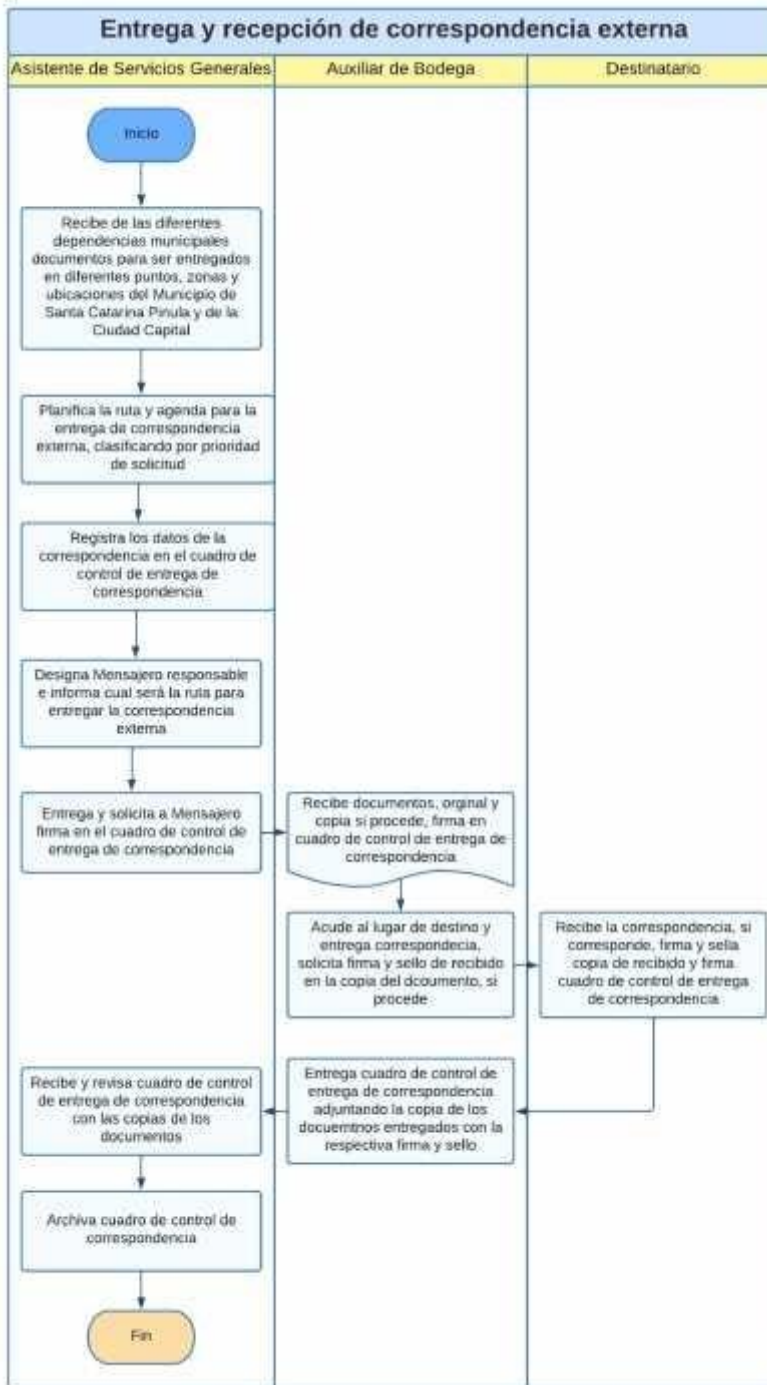 Entrega y recepción de correspondencia externa
Asistente de Servicios Generales
Auxiliar de Bodega
Destinatario
Inicio
Recibe de las diferentes
dependencias municipales
documentos para ser entregados
en diferentes puntos, zonas y
ubicaciones del Municipio de
Santa Catarina Pinula y de la
Ciudad Capital
Planifica la ruta y agenda para la
entrega de correspondencia
externa, clasificando por prioridad
de solicitud
Registra los datos de la
correspondencia en el cuadro de
control de entrega de
correspondencia
Designa Mensajero responsable
e informa cual será la ruta para
entregar la correspondencia
externa
Entrega y solicita a Mensajero
firma en el cuadro de control de
entrega de correspondencia
Recibe documentos, orginal y
copia si procede, firma en
cuadro de control de entrega de
correspondencia
Acude al lugar de destino y
entrega correspondecia,
solicita firma y sello de recibido
en la copia del dcoumento, si
procede
Recibe la correspondencia, si
corresponde, firma y sella
copia de recibido y firma
cuadro de control de entrega
de correspondencia
Entrega cuadro de control de
entrega de correspondencia
adjuntando la copia de los
docuemtnos entregados con la
respectiva firma y sello
Recibe y revisa cuadro de control
de entrega de correspondencia
con las copias de los
documentos
Archiva cuadro de control de
correspondencia
Fin